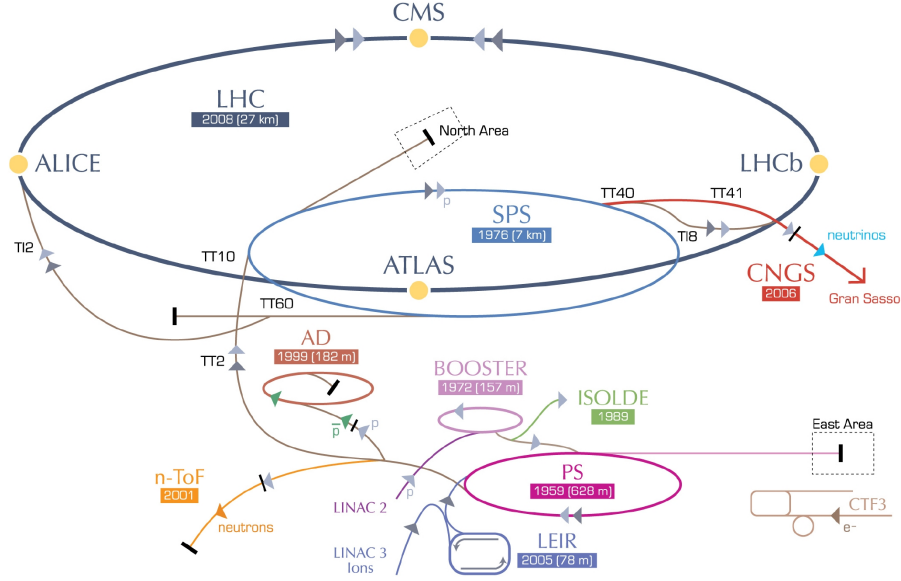 CMS
LHC
2008 (27 km)
North Area
ALICE
LHCb
p
TT40
TT41
SPS
1976 (7 km)
TI8
neutrinos
TI2
TT10
ATLAS
CNGS
2006
Gran Sasso
TT60
AD
1999 (182 m)
TT2
BOOSTER
1972 (157 m)
ISOLDE
1989
p
p
East Area
n-ToF
2001
PS
1959 (628 m)
p
LINAC 2
neutrons
CTF3
e-
LEIR
2005 (78 m)
LINAC 3
Ions